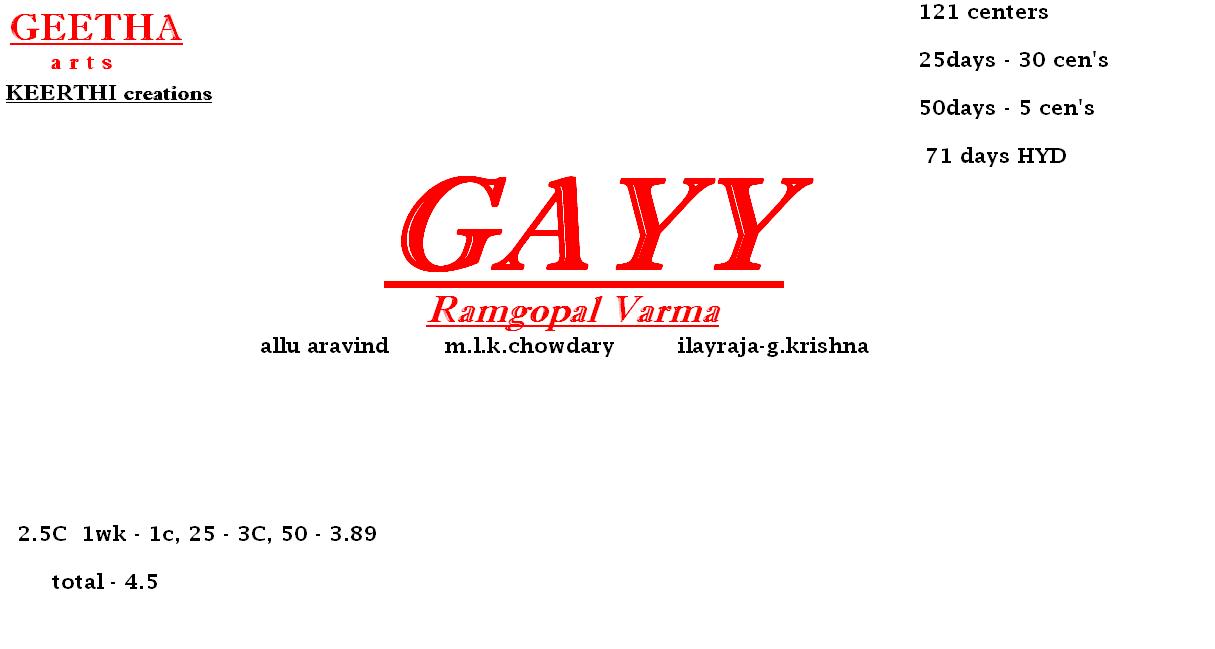 GEETHA
arts
KEERTHI creations
121 centers
25days - 30 cen's
50days - 5 cen's
71 days HYD
GAYY
Ramgopal Varma
allu aravind m.l.k.chowdary ilayraja-g.krishna
2.5C 1wk - 1c, 25 - 3C, 50 - 3.89
total - 4.5